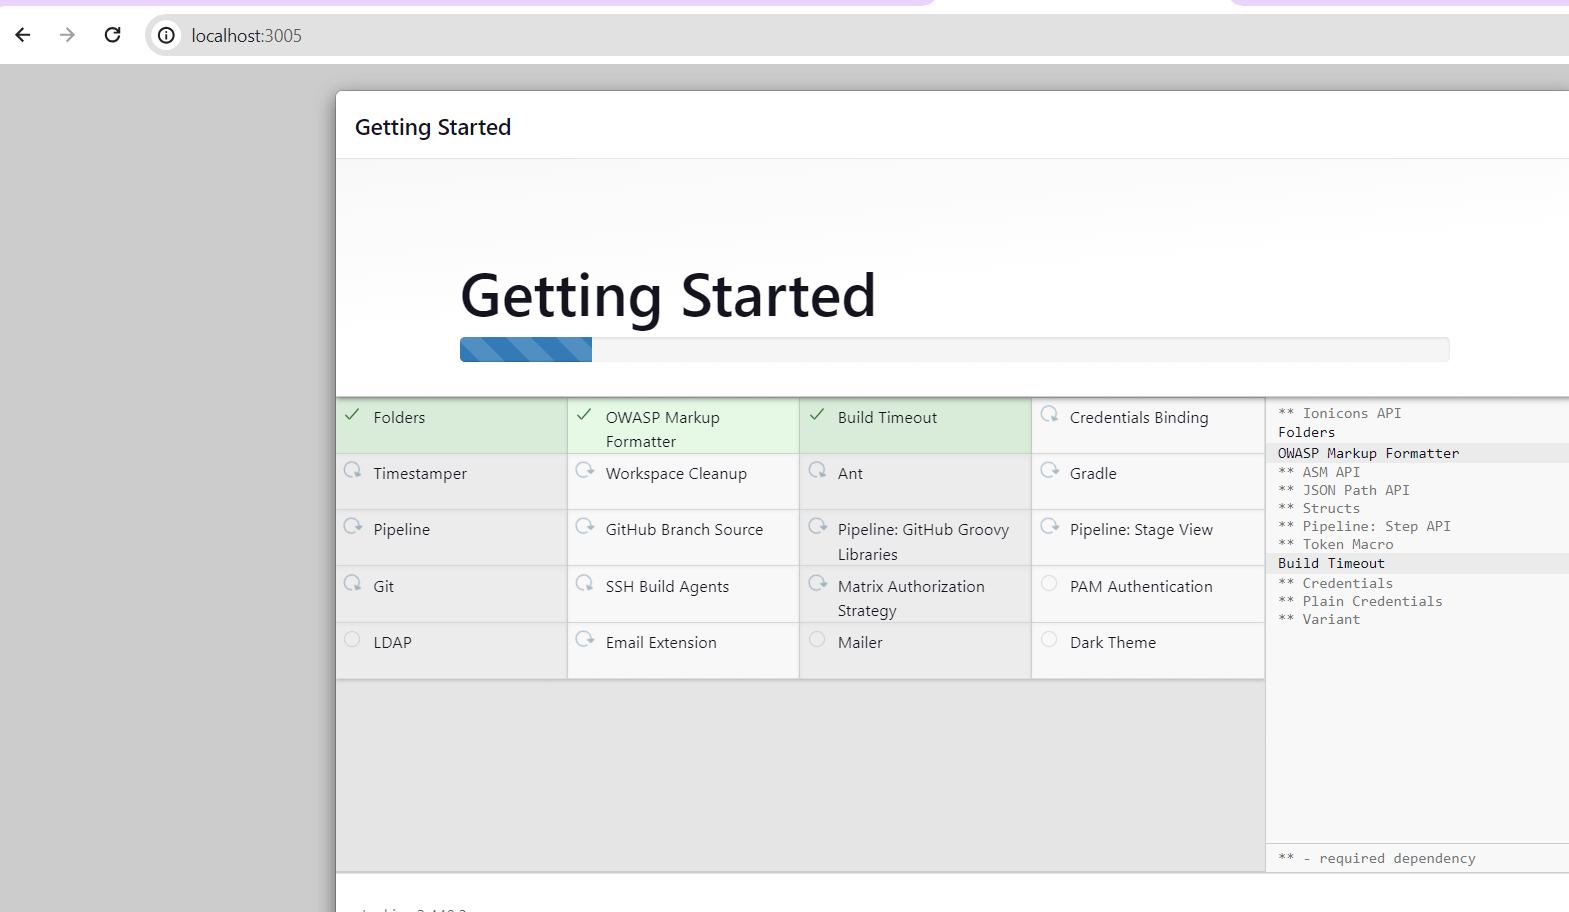 localhost:3005
Getting Started
Getting Started
Folders
OWASP Markup
Formatter
Build Timeout
Credentials Binding
Timestamper
Workspace Cleanup
Ant
Gradle
Pipeline
GitHub Branch Source
Pipeline: GitHub Groovy
Libraries
Pipeline: Stage View
Git
SSH Build Agents
Matrix Authorization
Strategy
PAM Authentication
LDAP
Email Extension
Mailer
Dark Theme
** Ionicons API
Folders
OWASP Markup Formatter
** ASM API
** JSON Path API
** Structs
** Pipeline: Step API
** Token Macro
Build Timeout
** Credentials
** Plain Credentials
** Variant
** - required dependency